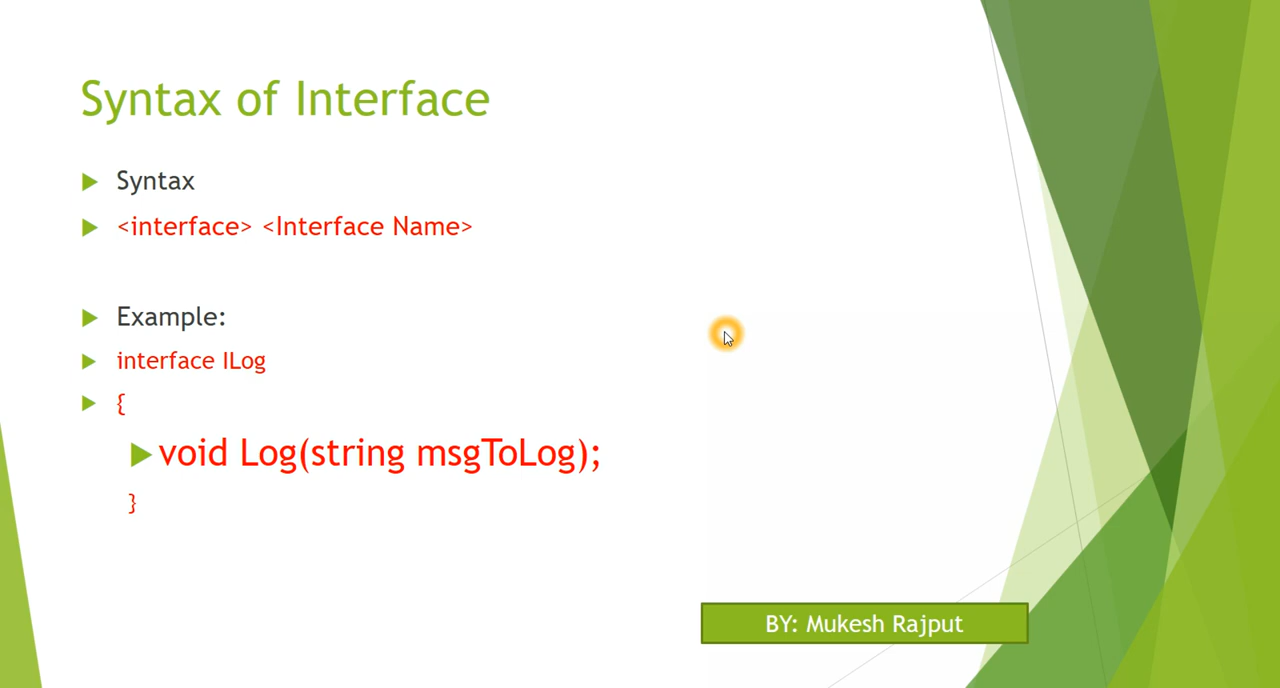 Syntax of Interface
Syntax
<interface> <Interface Name>
Example:
interface ILog
{
void Log(string msgToLog);
}
BY: Mukesh Rajput